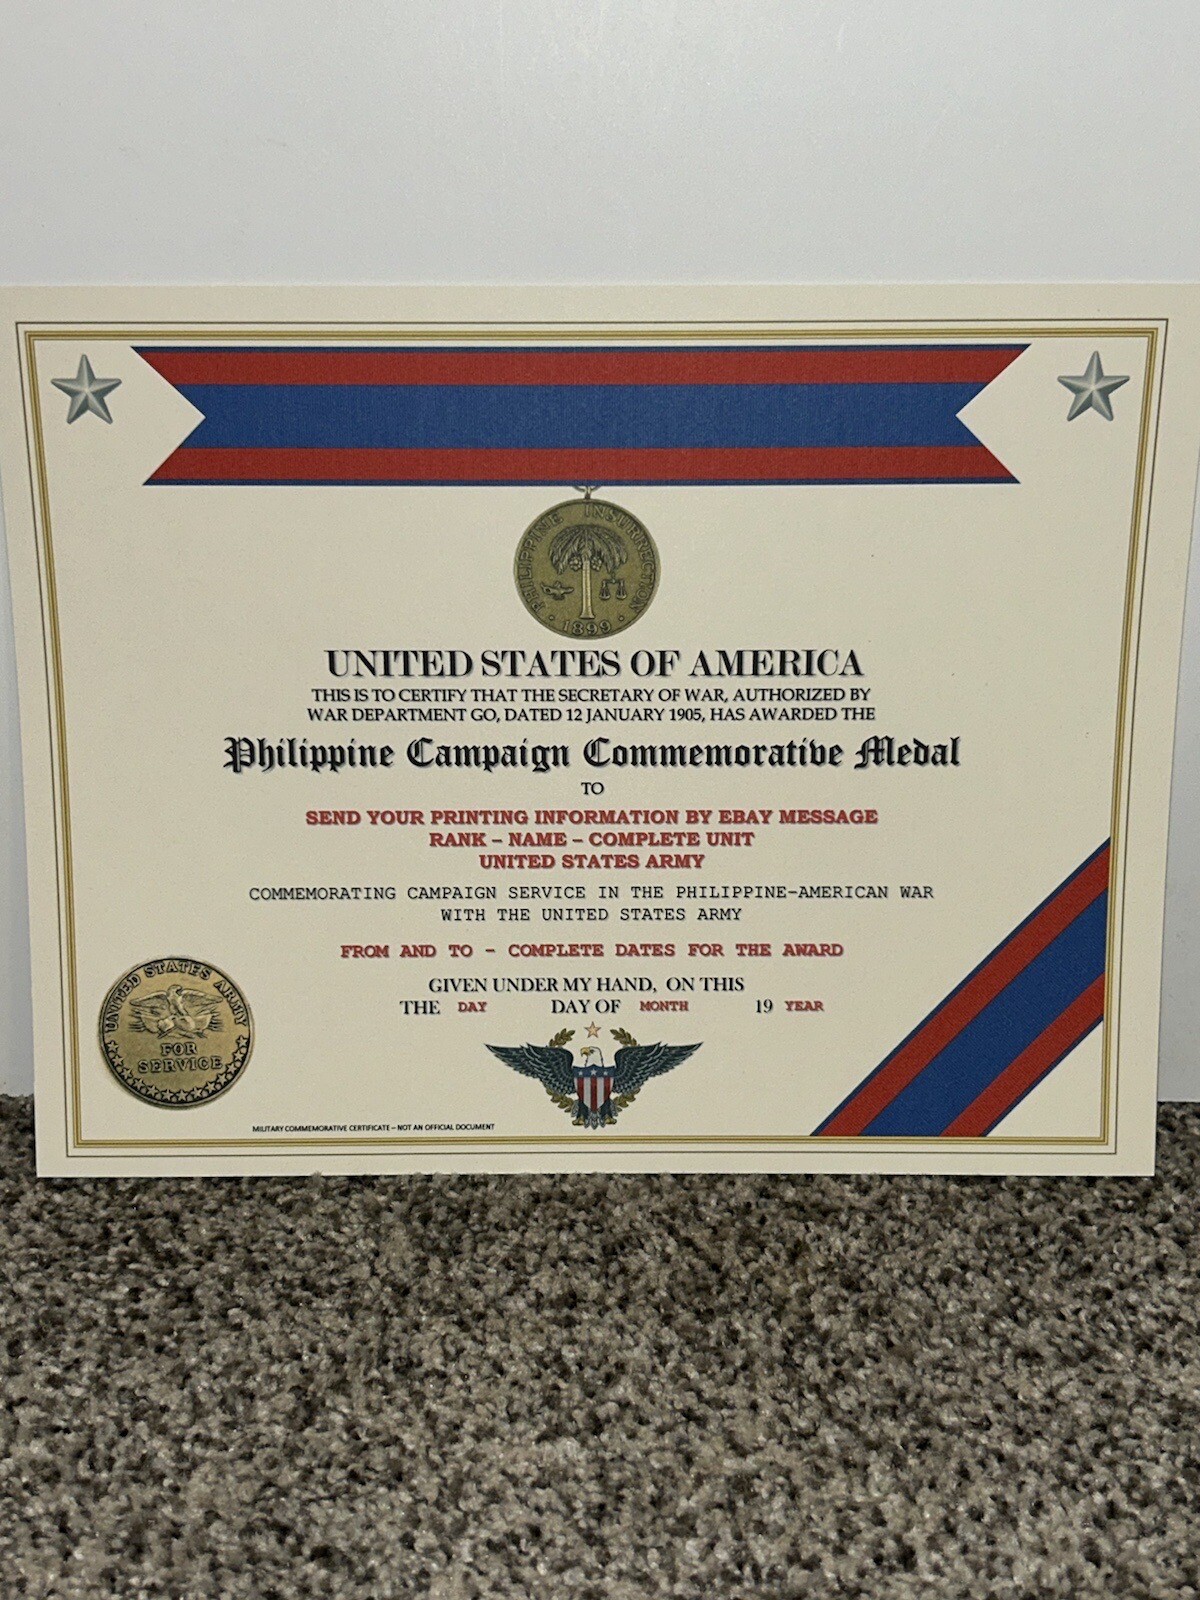 PHILIPPINE INSURRECTION
· 1899 ·
UNITED STATES OF AMERICA
THIS IS TO CERTIFY THAT THE SECRETARY OF WAR, AUTHORIZED BY
WAR DEPARTMENT GO, DATED 12 JANUARY 1905, HAS AWARDED THE
Philippine Campaign Commemorative Medal
TO
SEND YOUR PRINTING INFORMATION BY EBAY MESSAGE
RANK – NAME – COMPLETE UNIT
UNITED STATES ARMY
COMMEMORATING CAMPAIGN SERVICE IN THE PHILIPPINE-AMERICAN WAR
WITH THE UNITED STATES ARMY
FROM AND TO – COMPLETE DATES FOR THE AWARD
GIVEN UNDER MY HAND, ON THIS
THE DAY DAY OF MONTH 19 YEAR
UNITED STATES ARMY
FOR
SERVICE
MILITARY COMMEMORATIVE CERTIFICATE – NOT AN OFFICIAL DOCUMENT